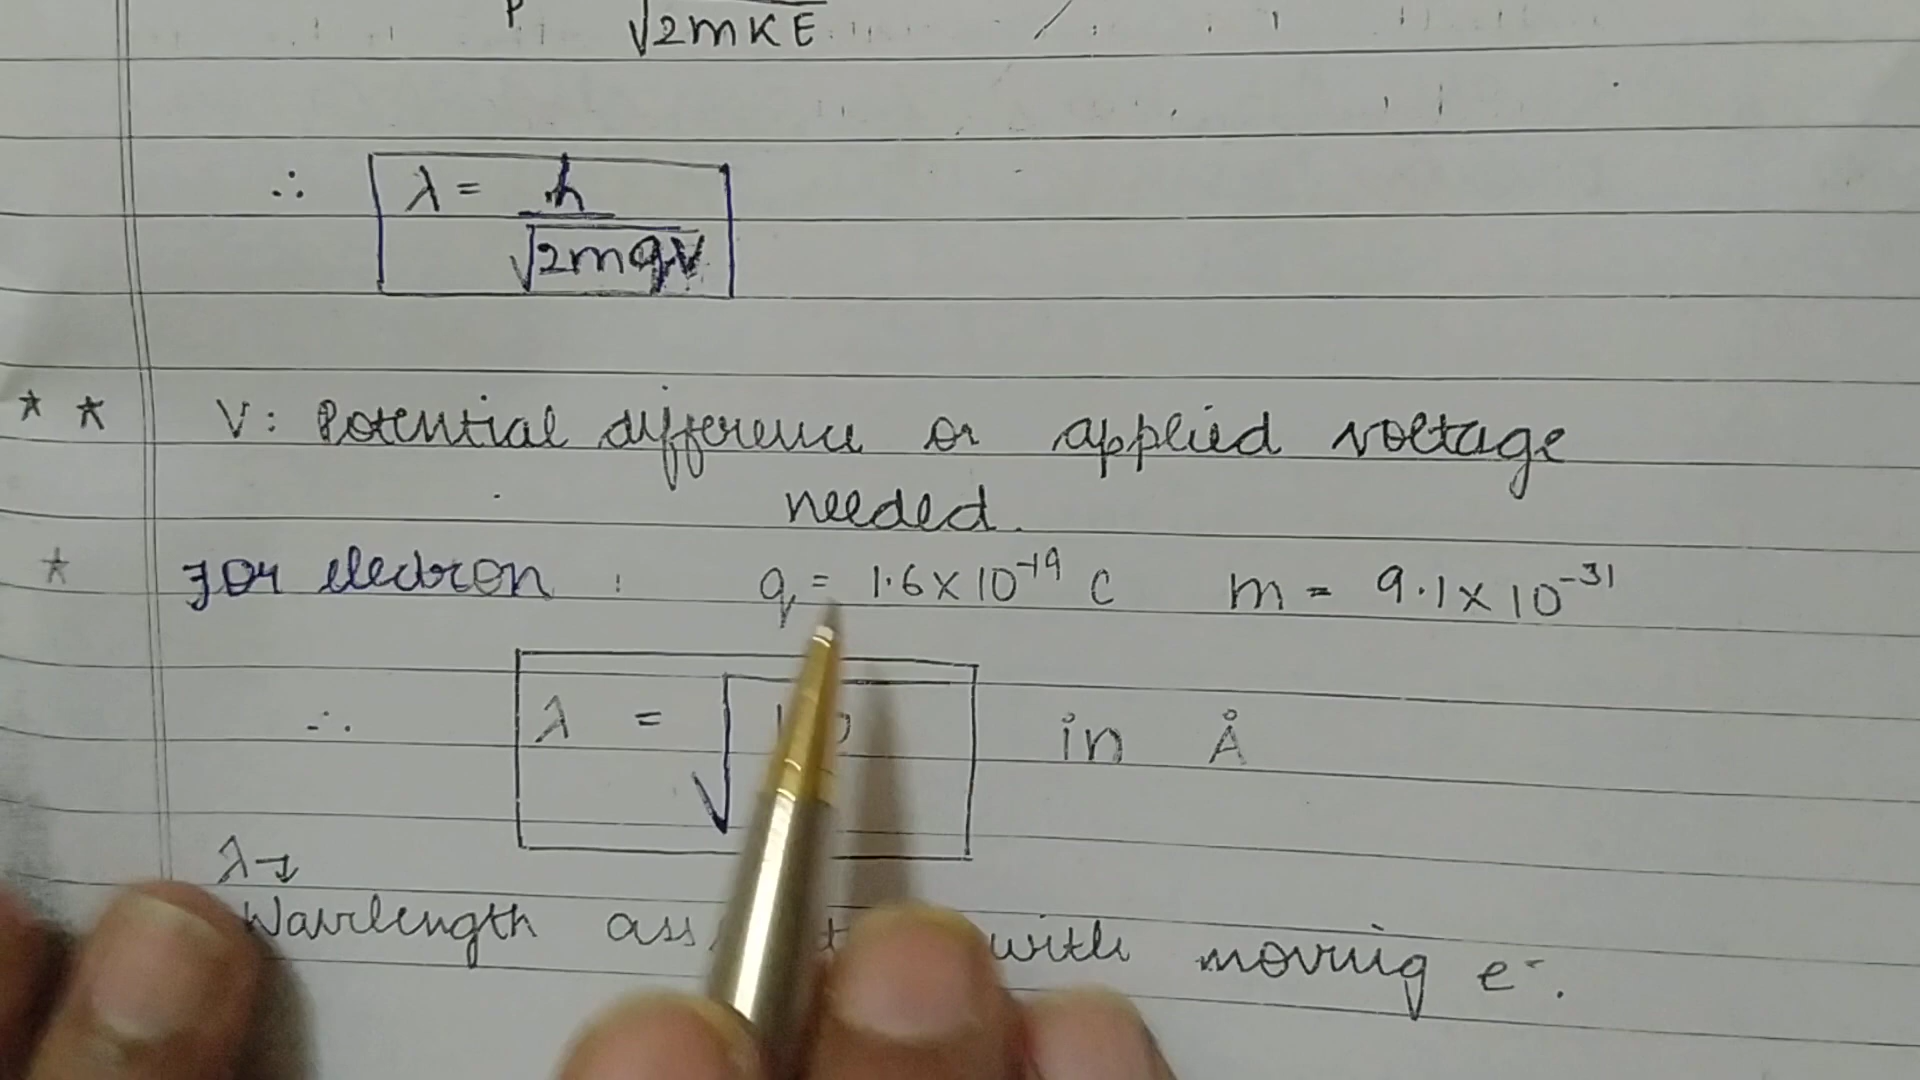 P √2mKE
∴ λ = h
√2mqV
★ ★ V: Potential difference or applied voltage
needed.
★ For electron : q = 1.6 × 10⁻¹⁹ C m = 9.1 × 10⁻³¹
∴ λ = √ in Å
λ→
Wavelength with moving e⁻.